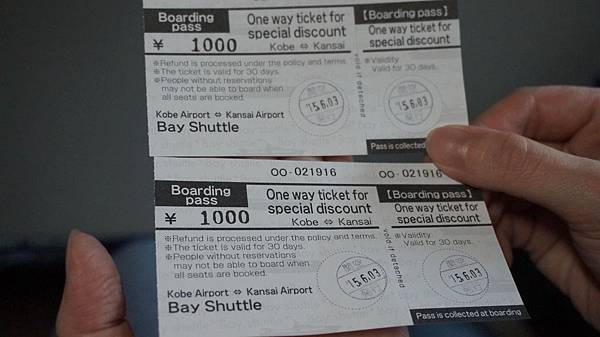 Boarding pass
One way ticket for special discount
¥ 1000
Kobe ⇔ Kansai
【Boarding pass】
One way ticket for special discount
※Refund is processed under the policy and terms.
※The ticket is valid for 30 days.
※People without reservations
may not be able to board when
all seats are booked.
'15.6.03
Kobe Airport ⇔ Kansai Airport
Bay Shuttle
void if detached
※Validity
Valid for 30 days.
'15.6.03
Pass is collected at boarding
OO-021916
OO-021916
Boarding pass
One way ticket for special discount
¥ 1000
Kobe ⇔ Kansai
【Boarding pass】
One way ticket for special discount
※Refund is processed under the policy and terms.
※The ticket is valid for 30 days.
※People without reservations
may not be able to board when
all seats are booked.
'15.6.03
Kobe Airport ⇔ Kansai Airport
Bay Shuttle
void if detached
※Validity
Valid for 30 days.
'15.6.03
Pass is collected at boarding